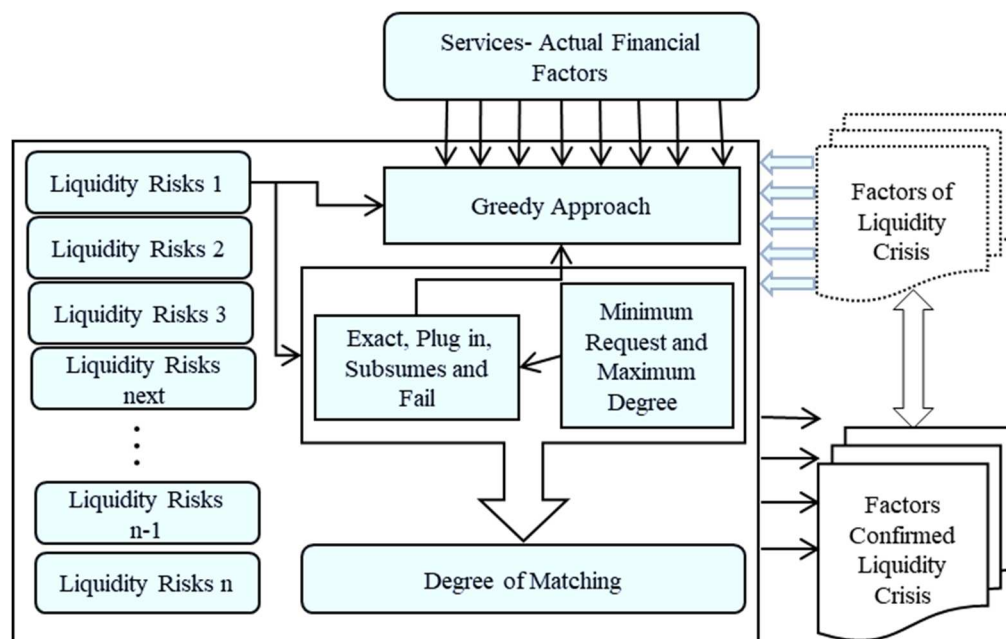 Services- Actual Financial
Factors
Liquidity Risks 1
Liquidity Risks 2
Liquidity Risks 3
Liquidity Risks
next
Liquidity Risks
n-1
Liquidity Risks n
Greedy Approach
Exact, Plug in,
Subsumes and
Fail
Minimum
Request and
Maximum
Degree
Degree of Matching
Factors of
Liquidity
Crisis
Factors
Confirmed
Liquidity
Crisis